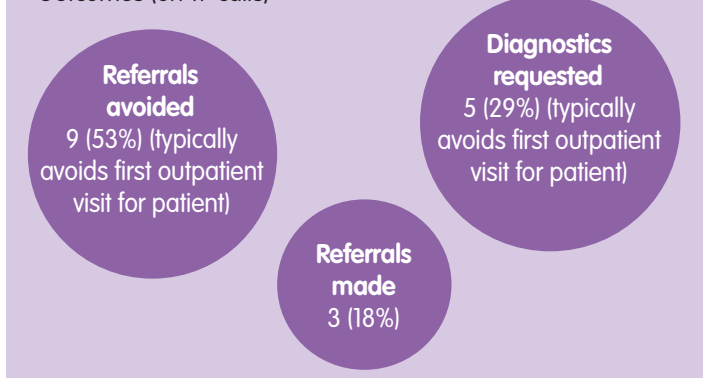 Referrals
avoided
9 (53%) (typically
avoids first outpatient
visit for patient)
Diagnostics
requested
5 (29%) (typically
avoids first outpatient
visit for patient)
Referrals
made
3 (18%)